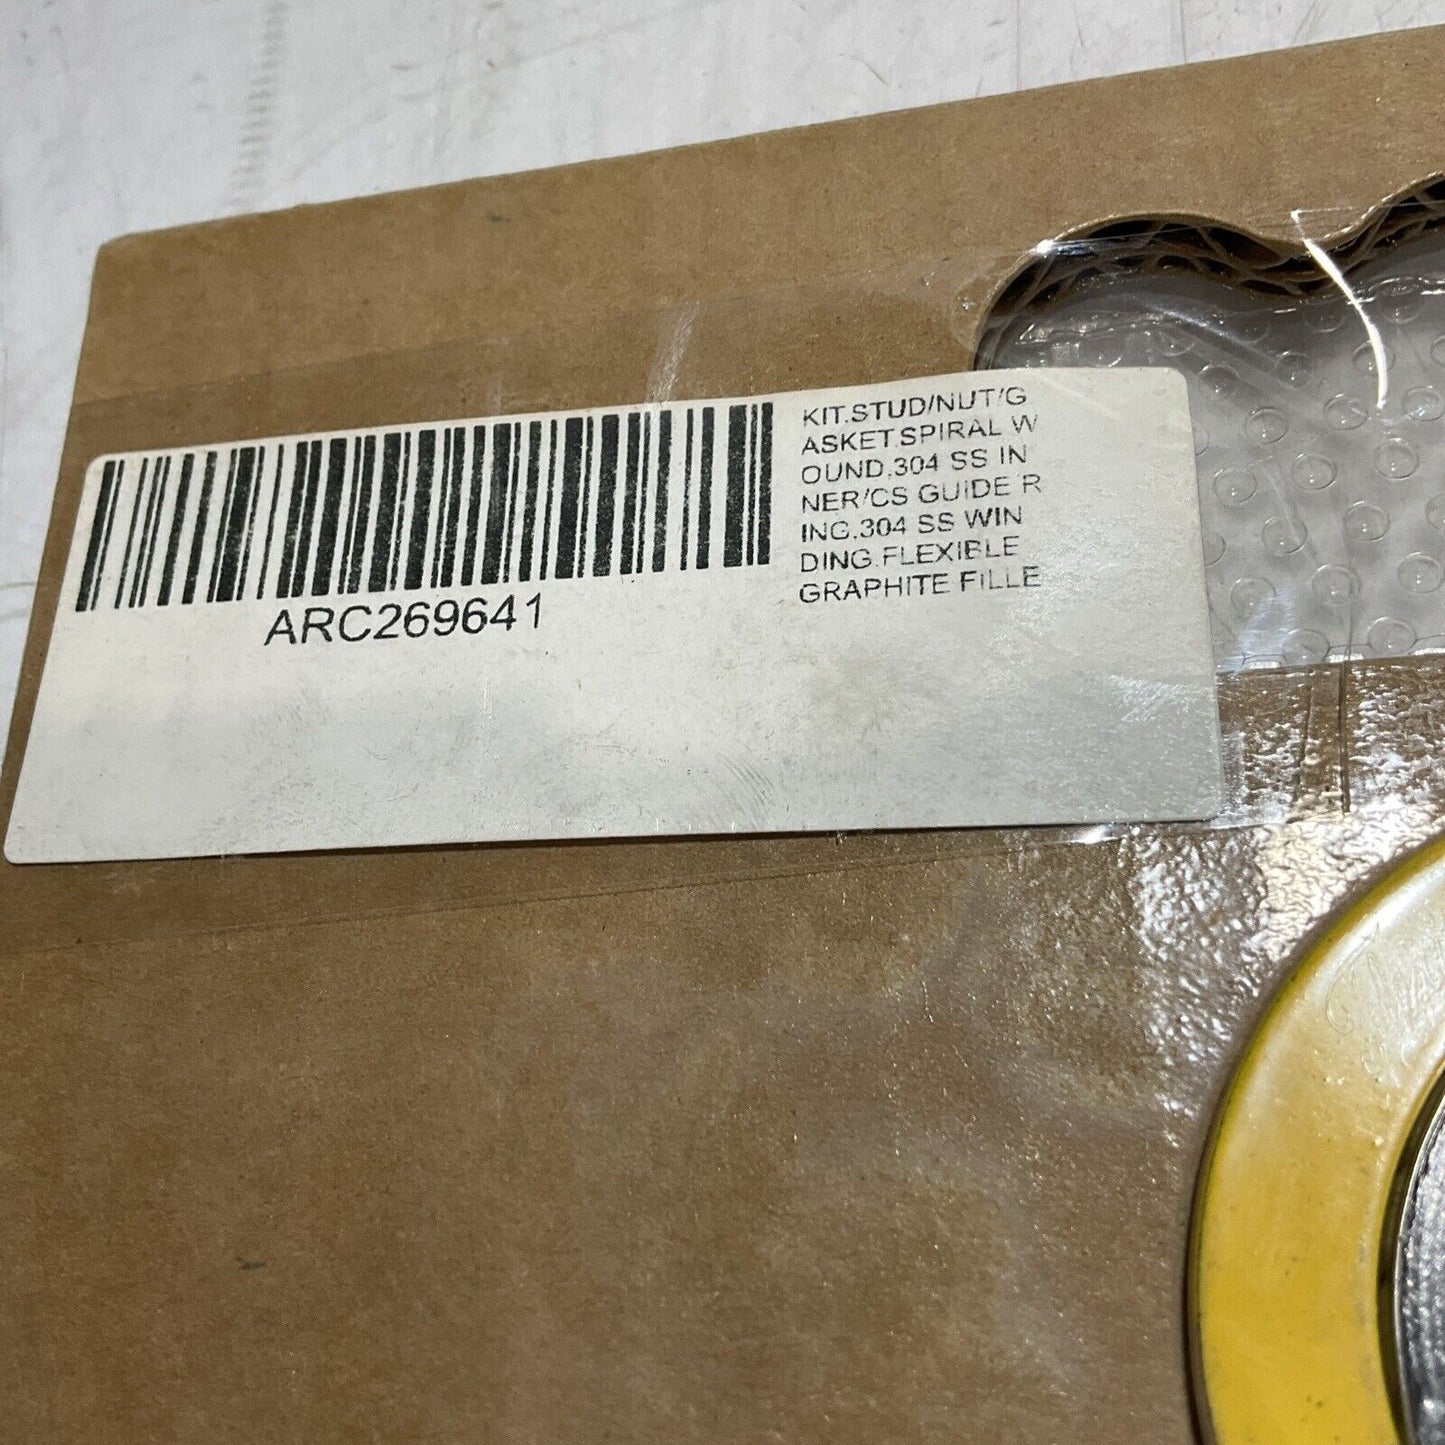 KIT.STUD/NUT/G
ASKET.SPIRAL W
OUND.304 SS IN
NER/CS GUIDE R
ING.304 SS WIN
DING.FLEXIBLE
GRAPHITE FILLE
ARC269641